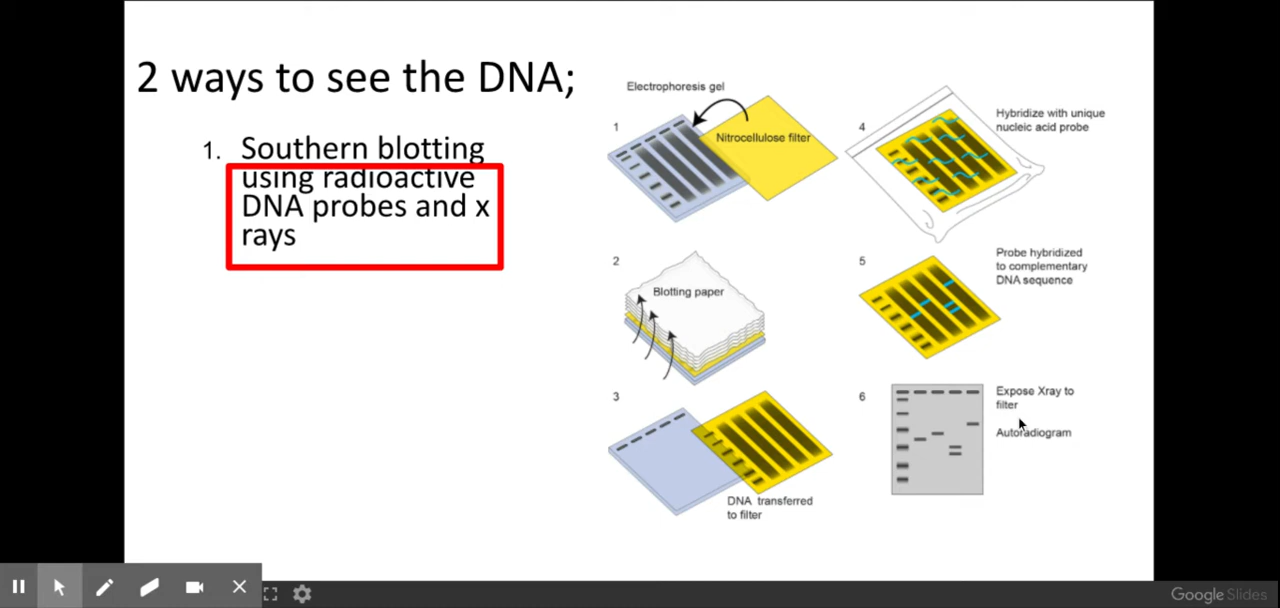 2 ways to see the DNA;
1. Southern blotting
using radioactive
DNA probes and x
rays
Electrophoresis gel
1
Nitrocellulose filter
2
Blotting paper
3
DNA transferred
to filter
4
Hybridize with unique
nucleic acid probe
5
Probe hybridized
to complementary
DNA sequence
6
Expose Xray to
filter
Autoradiogram
Google Slides